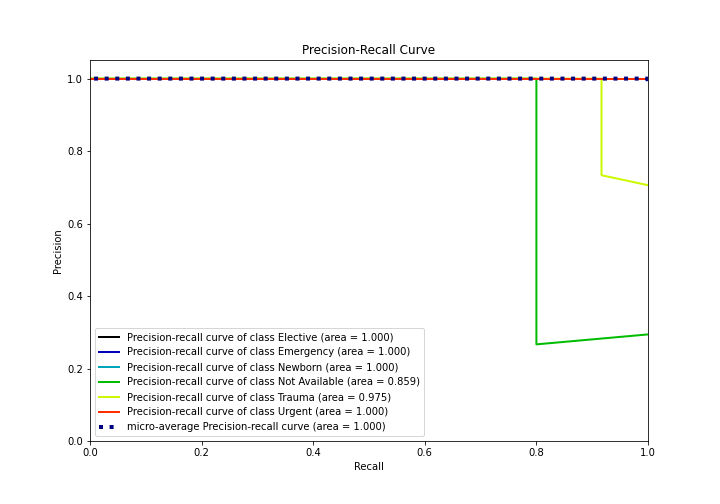 Precision-Recall Curve
1.0
0.8
0.6
0.4
0.2
0.0
Precision
Precision-recall curve of class Elective (area = 1.000)
Precision-recall curve of class Emergency (area = 1.000)
Precision-recall curve of class Newborn (area = 1.000)
Precision-recall curve of class Not Available (area = 0.859)
Precision-recall curve of class Trauma (area = 0.975)
Precision-recall curve of class Urgent (area = 1.000)
micro-average Precision-recall curve (area = 1.000)
0.0 0.2 0.4 0.6 0.8 1.0
Recall